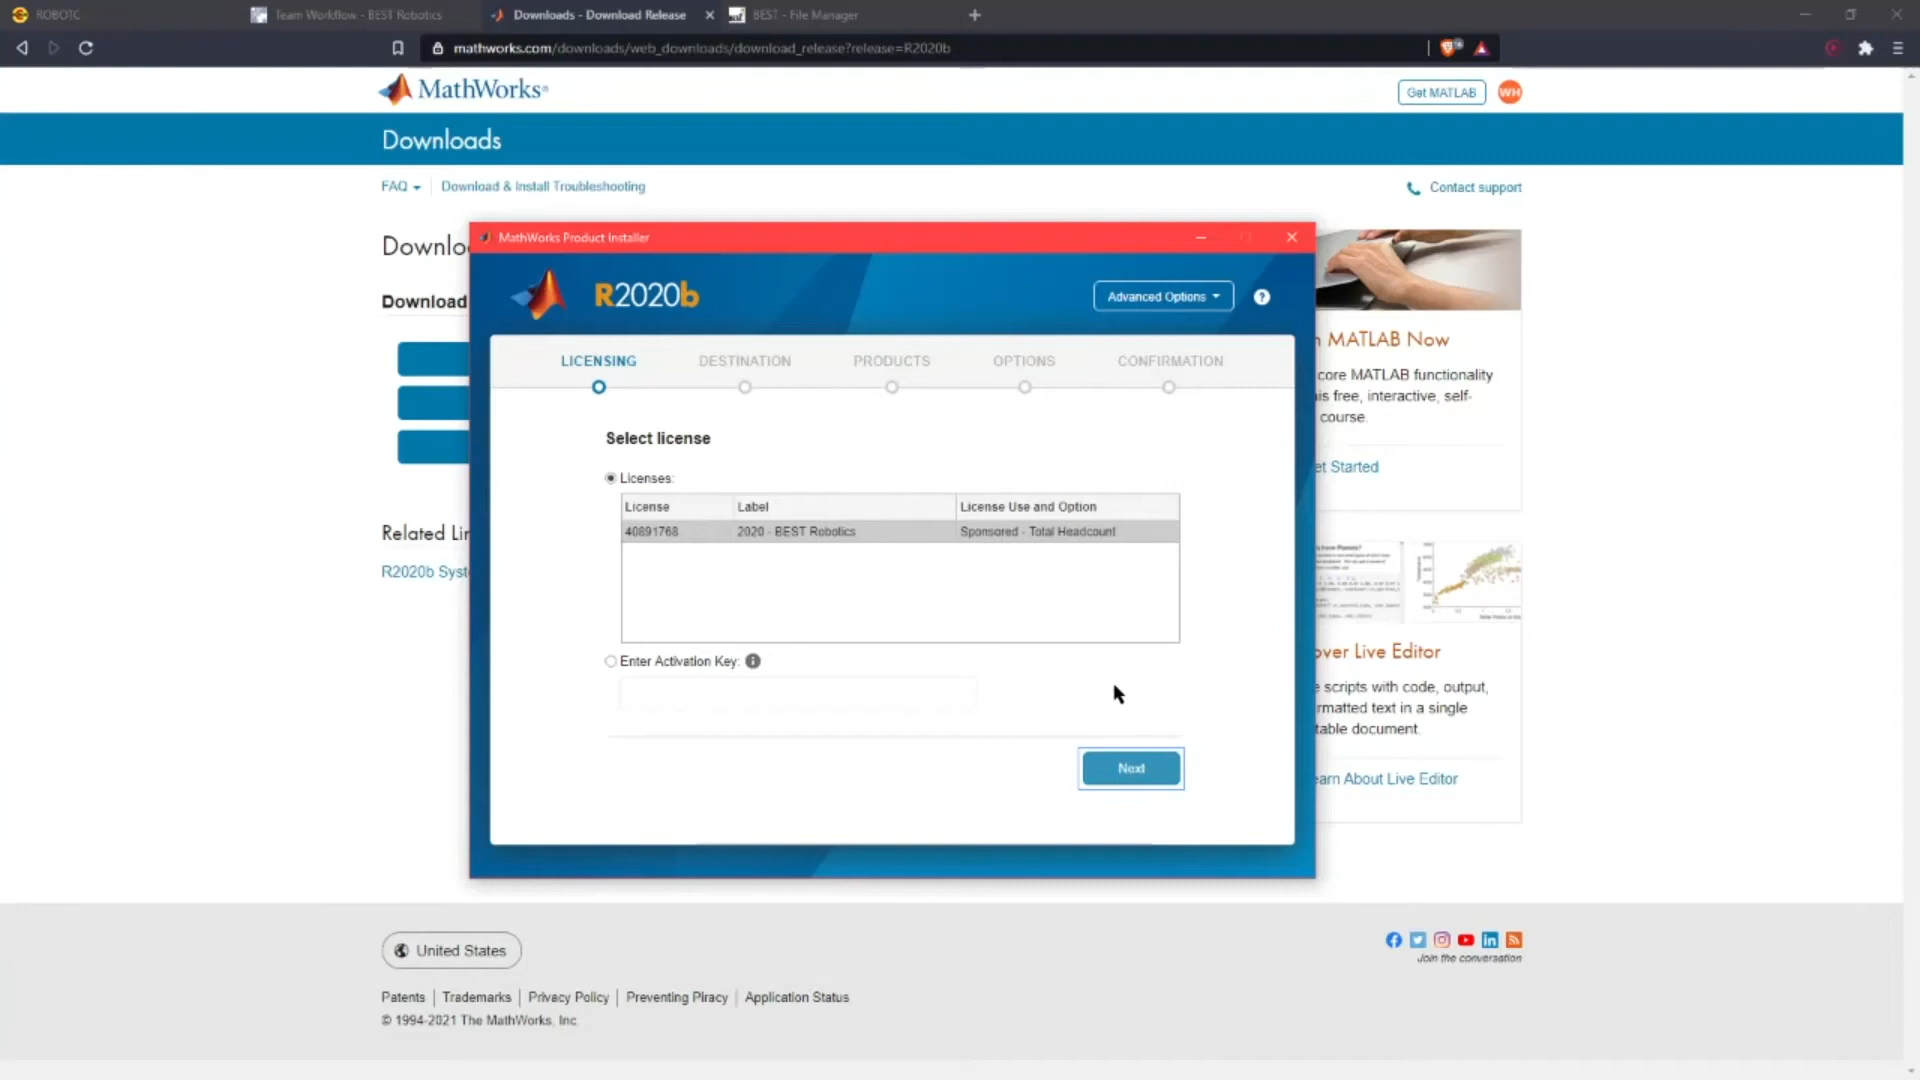 ROBOTC
Team Workflow - BEST Robotics
Downloads - Download Release
BEST - File Manager
mathworks.com/downloads/web_downloads/download_release?release=R2020b
MathWorks®
Get MATLAB
WH
Downloads
FAQ
Download & Install Troubleshooting
Contact support
Downlo
Download
MathWorks Product Installer
R2020b
Advanced Options
?
LICENSING
DESTINATION
PRODUCTS
OPTIONS
CONFIRMATION
Select license
Licenses:
License
Label
License Use and Option
40891768
2020 - BEST Robotics
Sponsored - Total Headcount
Enter Activation Key:
Next
n MATLAB Now
core MATLAB functionality
is free, interactive, self-
course.
et Started
Related Lin
R2020b Syst
over Live Editor
e scripts with code, output,
rmatted text in a single
table document.
earn About Live Editor
United States
Join the conversation
Patents
Trademarks
Privacy Policy
Preventing Piracy
Application Status
© 1994-2021 The MathWorks, Inc.